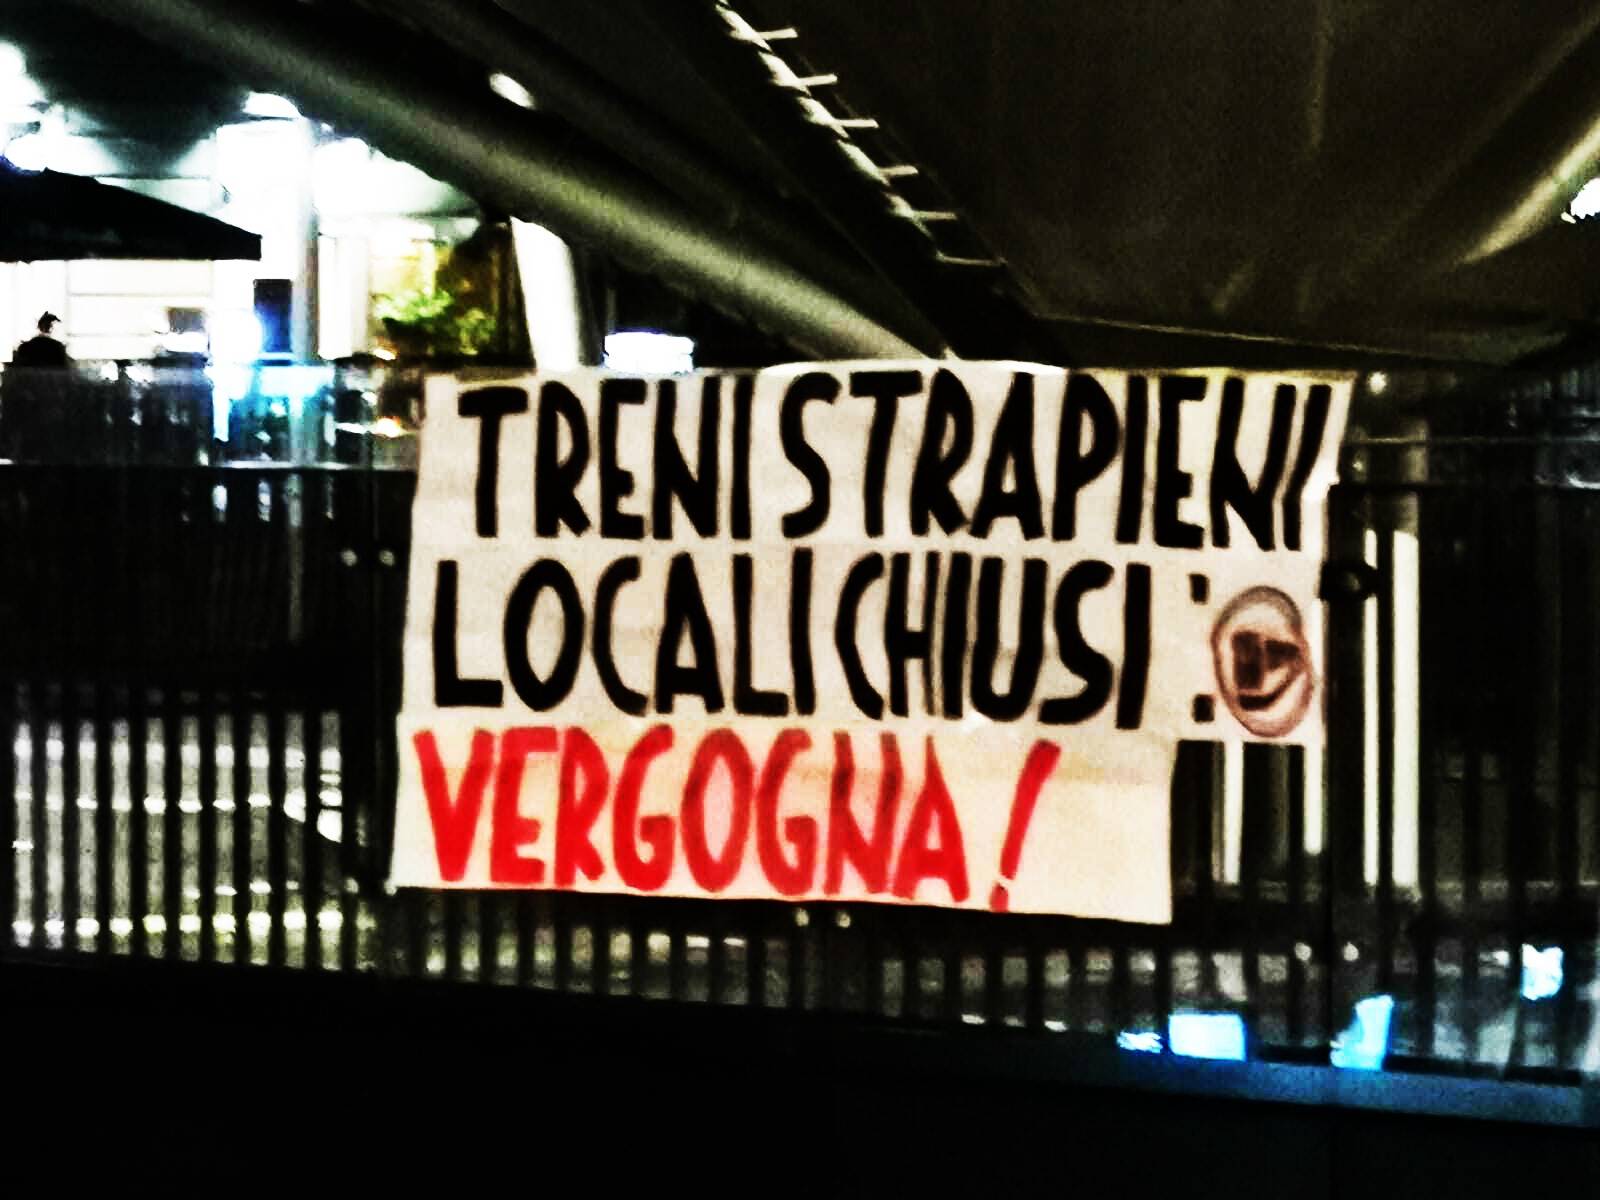 TRENI STRAPIENI
LOCALI CHIUSI :
VERGOGNA!